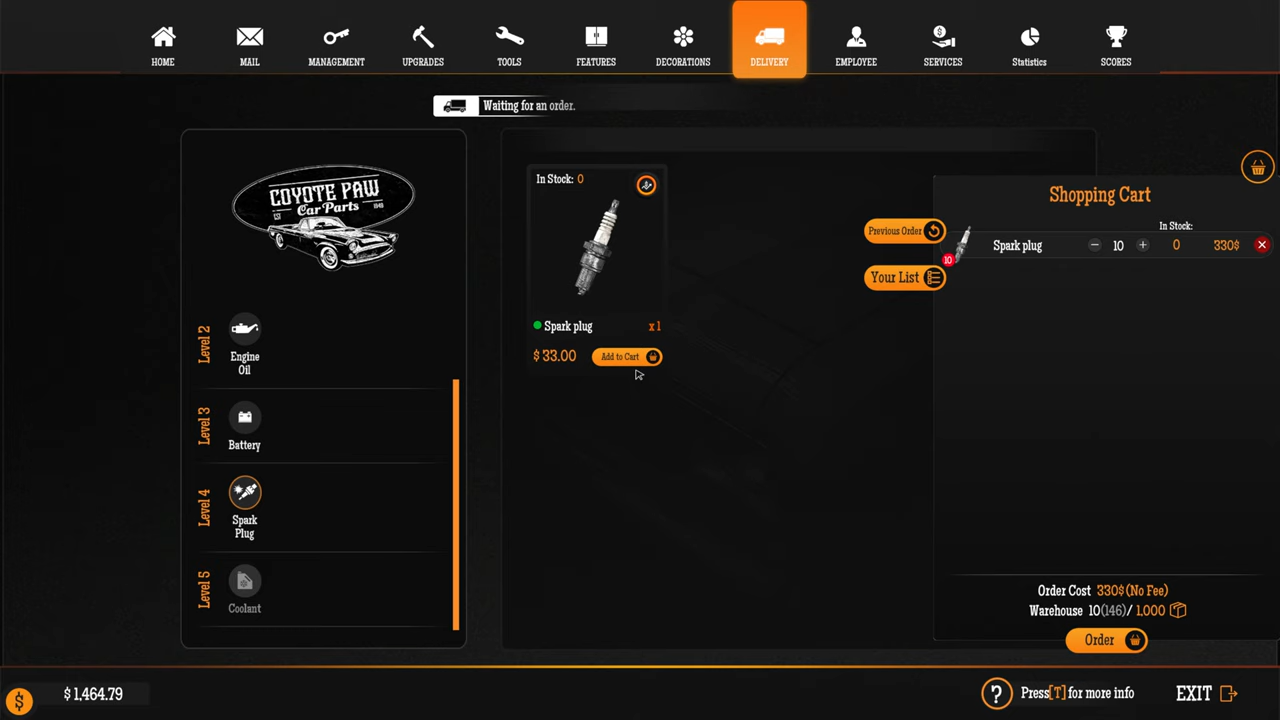 HOME
MAIL
MANAGEMENT
UPGRADES
TOOLS
FEATURES
DECORATIONS
DELIVERY
EMPLOYEE
SERVICES
Statistics
SCORES
Waiting for an order.
COYOTE PAW
Car Parts
Level 2
Engine
Oil
Level 3
Battery
Level 4
Spark
Plug
Level 5
Coolant
In Stock: 0
Spark plug x1
$ 33.00 Add to Cart
Previous Order
Your List
Shopping Cart
In Stock:
Spark plug 10 0 330$
10
Order Cost 330$(No Fee)
Warehouse 10(146)/ 1,000
Order
$ $ 1,464.79
? Press[T] for more info
EXIT